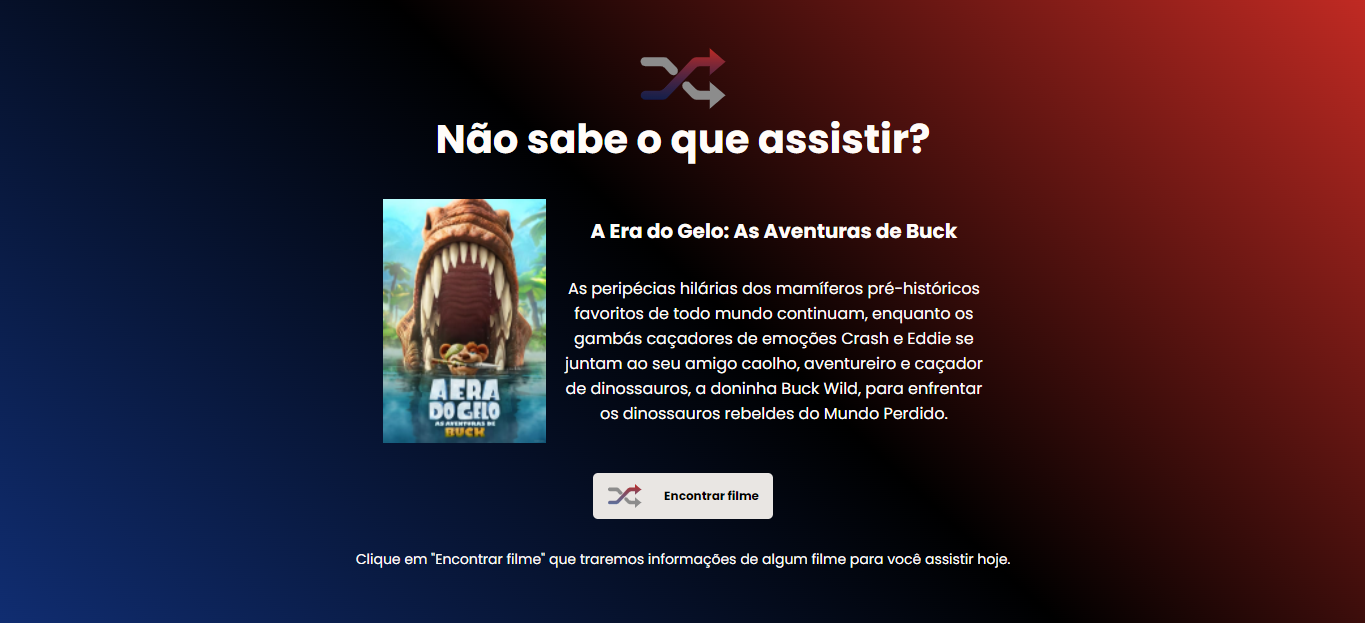 Não sabe o que assistir?
A Era do Gelo: As Aventuras de Buck
As peripécias hilárias dos mamíferos pré-históricos
favoritos de todo mundo continuam, enquanto os
gambás caçadores de emoções Crash e Eddie se
juntam ao seu amigo caolho, aventureiro e caçador
de dinossauros, a doninha Buck Wild, para enfrentar
os dinossauros rebeldes do Mundo Perdido.
A ERA
DO GELO
AS AVENTURAS DE
BUCK
Encontrar filme
Clique em "Encontrar filme" que traremos informações de algum filme para você assistir hoje.